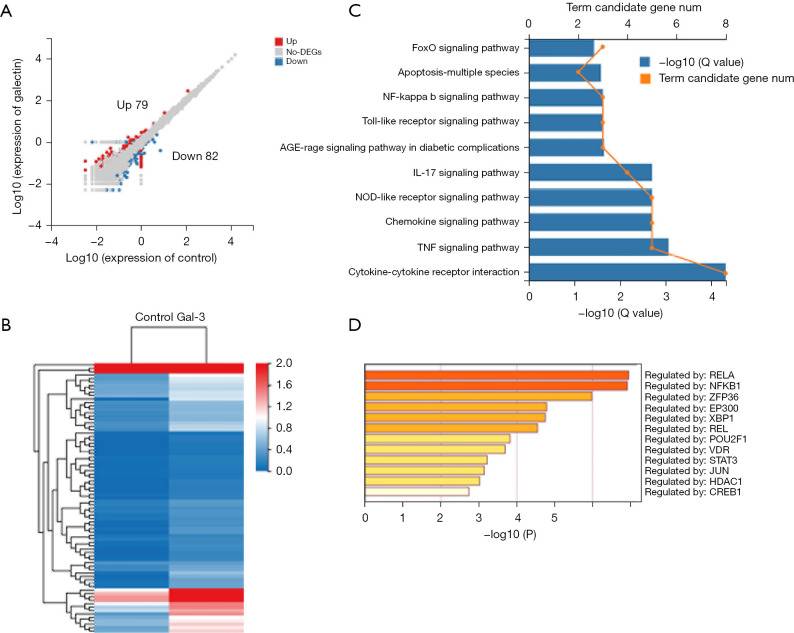 A
Log10 (expression of galectin)
4
2
0
−2
−4
−4
−2
0
2
4
Log10 (expression of control)
Up
No-DEGs
Down
Up 79
Down 82
C
Term candidate gene num
0
2
4
6
8
FoxO signaling pathway
Apoptosis-multiple species
NF-kappa b signaling pathway
Toll-like receptor signaling pathway
AGE-rage signaling pathway in diabetic complications
IL-17 signaling pathway
NOD-like receptor signaling pathway
Chemokine signaling pathway
TNF signaling pathway
Cytokine-cytokine receptor interaction
−log10 (Q value)
Term candidate gene num
0
1
2
3
4
−log10 (Q value)
B
Control Gal-3
2.0
1.6
1.2
0.8
0.4
0.0
D
Regulated by: RELA
Regulated by: NFKB1
Regulated by: ZFP36
Regulated by: EP300
Regulated by: XBP1
Regulated by: REL
Regulated by: POU2F1
Regulated by: VDR
Regulated by: STAT3
Regulated by: JUN
Regulated by: HDAC1
Regulated by: CREB1
0
1
2
3
4
5
−log10 (P)